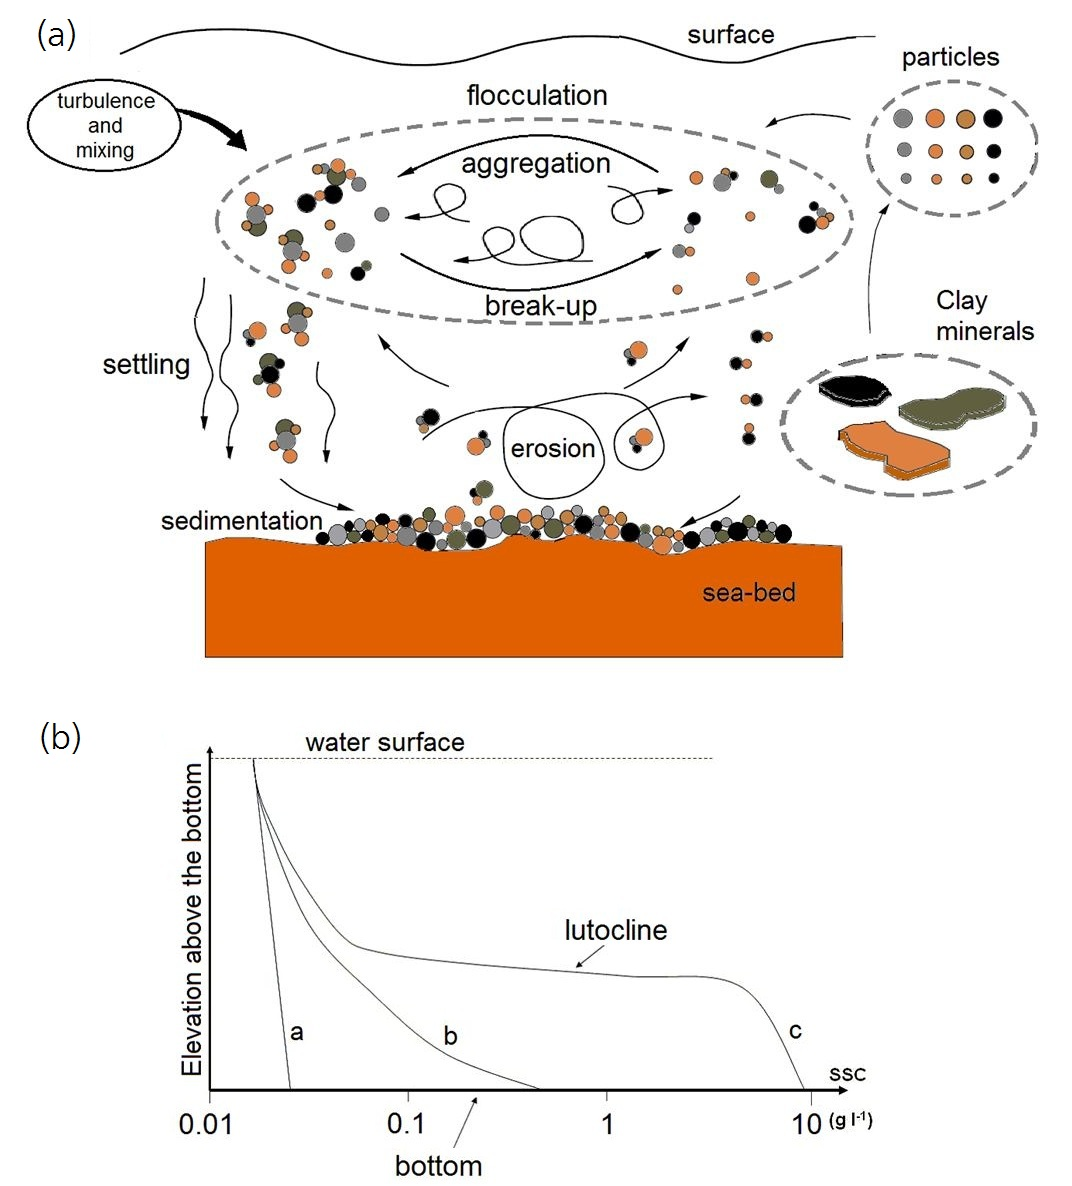 (a)
surface
particles
turbulence
and
mixing
flocculation
aggregation
break-up
Clay
minerals
settling
erosion
sedimentation
sea-bed
(b)
water surface
Elevation above the bottom
lutocline
a
b
c
ssc
0.01
0.1
1
10 (g l-1)
bottom